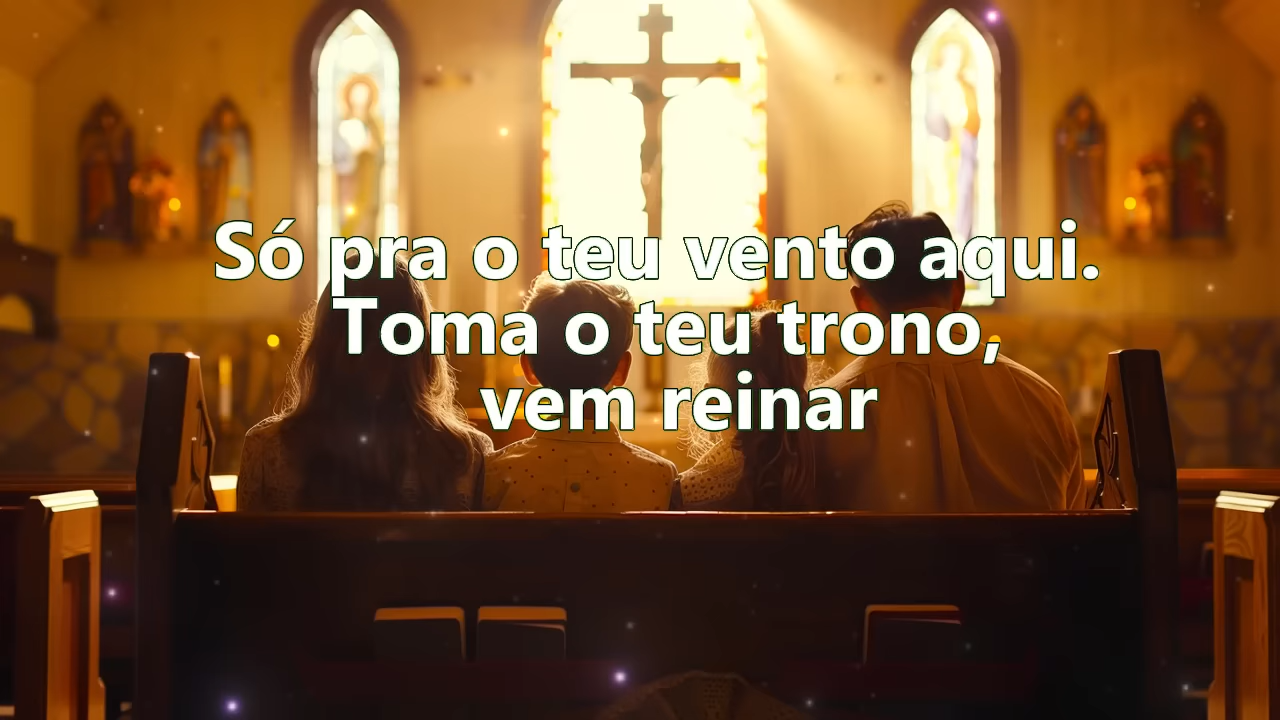 Só pra o teu vento aqui.
Toma o teu trono,
vem reinar